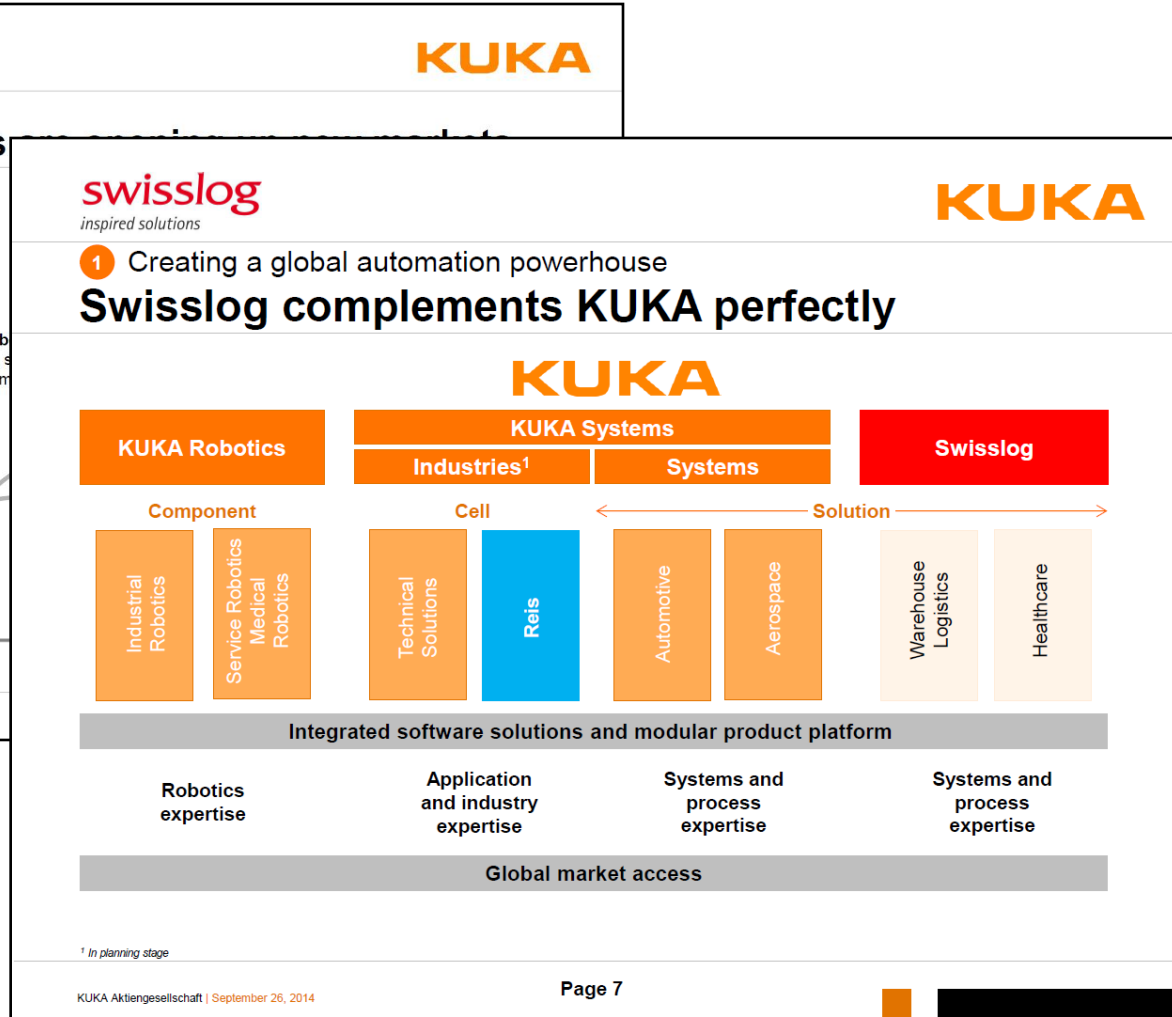 KUKA
swisslog
inspired solutions
KUKA
1 Creating a global automation powerhouse
Swisslog complements KUKA perfectly
KUKA
KUKA Robotics
KUKA Systems
Industries¹
Systems
Swisslog
Component
Cell
Solution
Industrial
Robotics
Service Robotics
Medical
Robotics
Technical
Solutions
Reis
Automotive
Aerospace
Warehouse
Logistics
Healthcare
Integrated software solutions and modular product platform
Robotics
expertise
Application
and industry
expertise
Systems and
process
expertise
Systems and
process
expertise
Global market access
¹ In planning stage
KUKA Aktiengesellschaft | September 26, 2014
Page 7